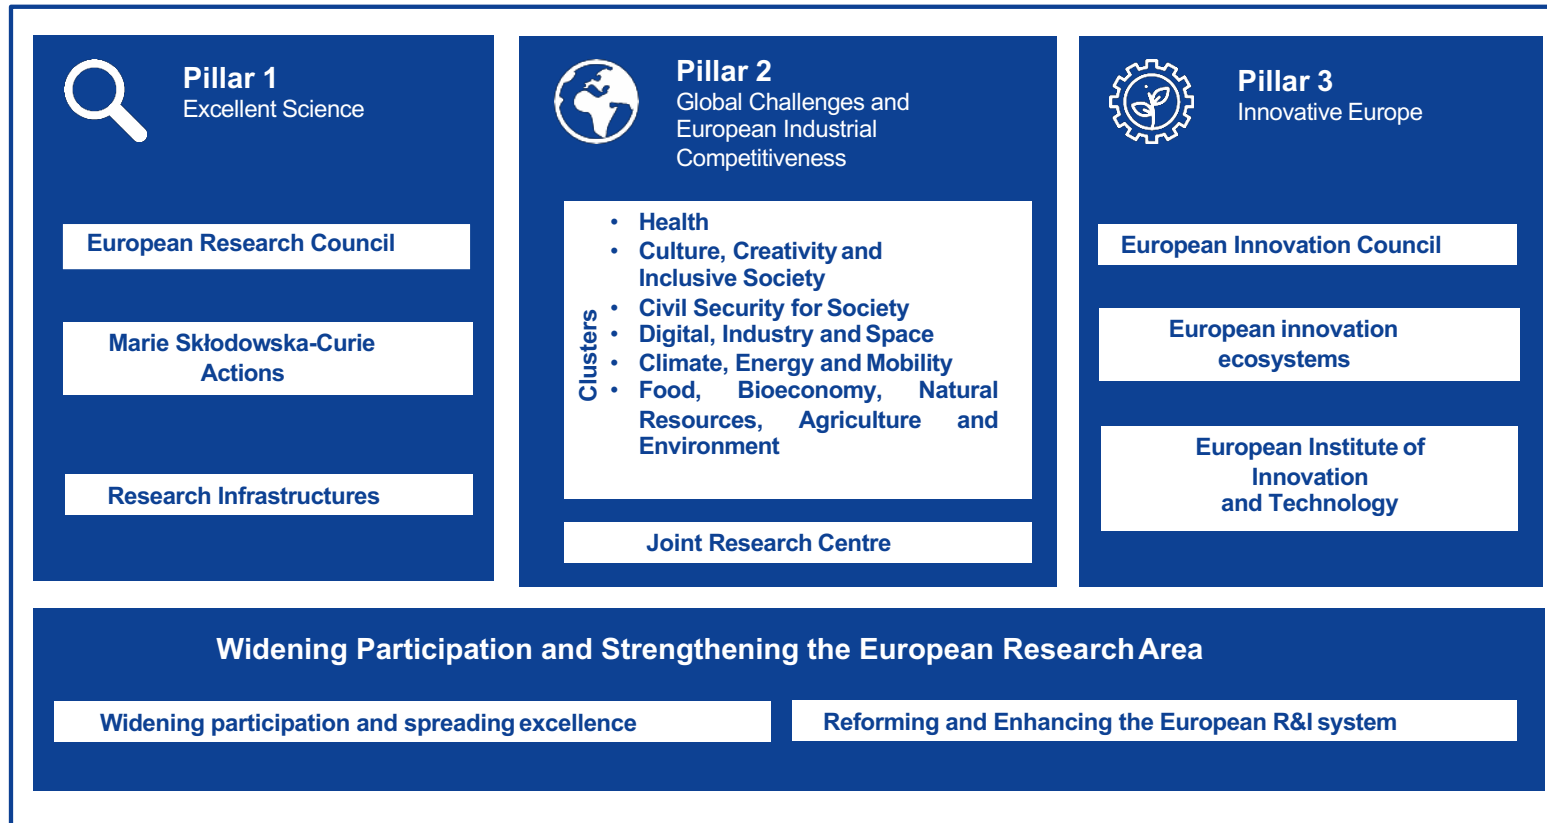 Pillar 1
Excellent Science
European Research Council
Marie Skłodowska-Curie
Actions
Research Infrastructures
Pillar 2
Global Challenges and
European Industrial
Competitiveness
Clusters
• Health
• Culture, Creativity and
Inclusive Society
• Civil Security for Society
• Digital, Industry and Space
• Climate, Energy and Mobility
• Food, Bioeconomy, Natural
Resources, Agriculture and
Environment
Joint Research Centre
Pillar 3
Innovative Europe
European Innovation Council
European innovation
ecosystems
European Institute of
Innovation
and Technology
Widening Participation and Strengthening the European Research Area
Widening participation and spreading excellence
Reforming and Enhancing the European R&I system